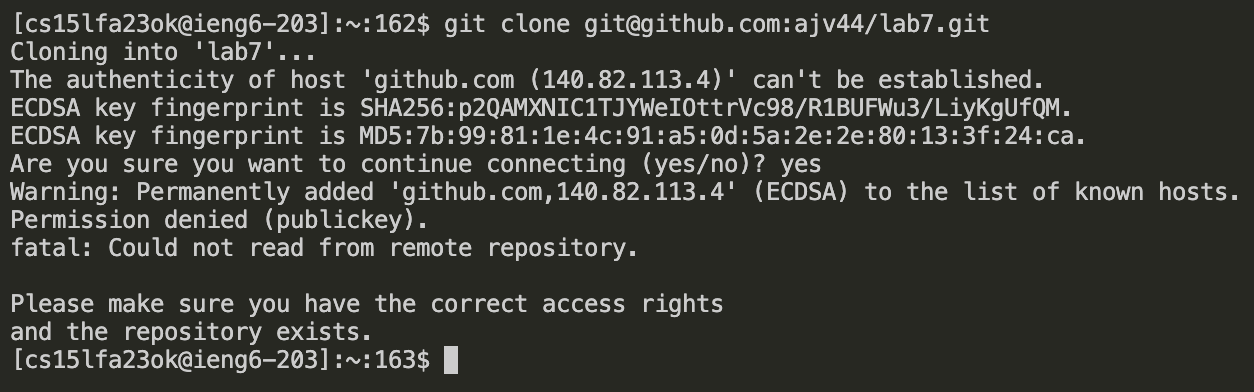 [cs15lfa23ok@ieng6-203]:~:162$ git clone git@github.com:ajv44/lab7.git
Cloning into 'lab7'...
The authenticity of host 'github.com (140.82.113.4)' can't be established.
ECDSA key fingerprint is SHA256:p2QAMXNIC1TJYWeIOttrVc98/R1BUFWu3/LiyKgUfQM.
ECDSA key fingerprint is MD5:7b:99:81:1e:4c:91:a5:0d:5a:2e:2e:80:13:3f:24:ca.
Are you sure you want to continue connecting (yes/no)? yes
Warning: Permanently added 'github.com,140.82.113.4' (ECDSA) to the list of known hosts.
Permission denied (publickey).
fatal: Could not read from remote repository.

Please make sure you have the correct access rights
and the repository exists.
[cs15lfa23ok@ieng6-203]:~:163$